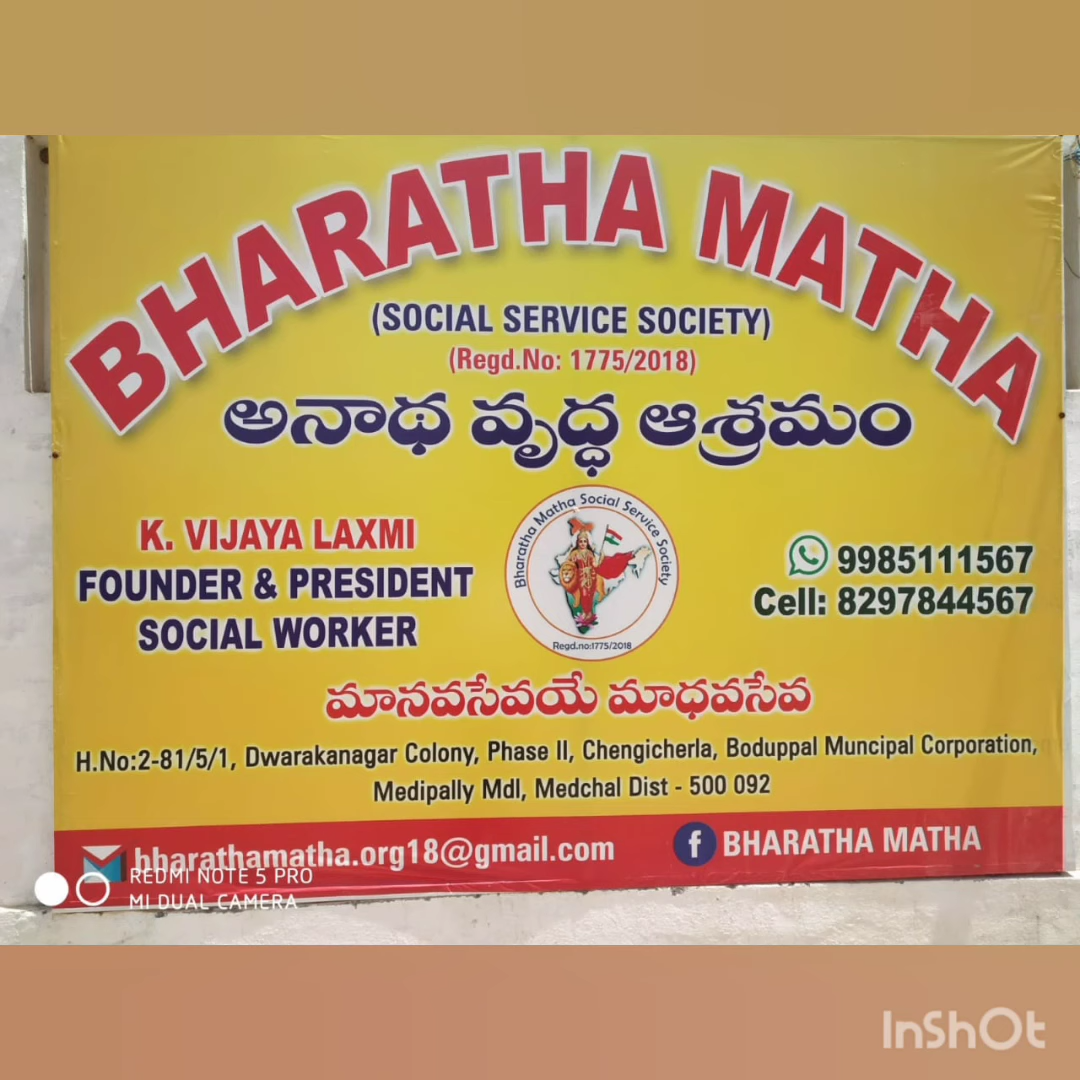 BHARATHA MATHA
(SOCIAL SERVICE SOCIETY)
(Regd.No: 1775/2018)
అనాథ వృద్ధ ఆశ్రమం
K. VIJAYA LAXMI
FOUNDER & PRESIDENT
SOCIAL WORKER
Bharatha Matha Social Service Society
Regd.no:1775/2018
9985111567
Cell: 8297844567
మానవసేవయే మాధవసేవ
H.No:2-81/5/1, Dwarakanagar Colony, Phase II, Chengicherla, Boduppal Muncipal Corporation,
Medipally Mdl, Medchal Dist - 500 092
bharathamatha.org18@gmail.com
f BHARATHA MATHA
REDMI NOTE 5 PRO
MI DUAL CAMERA
InShOt